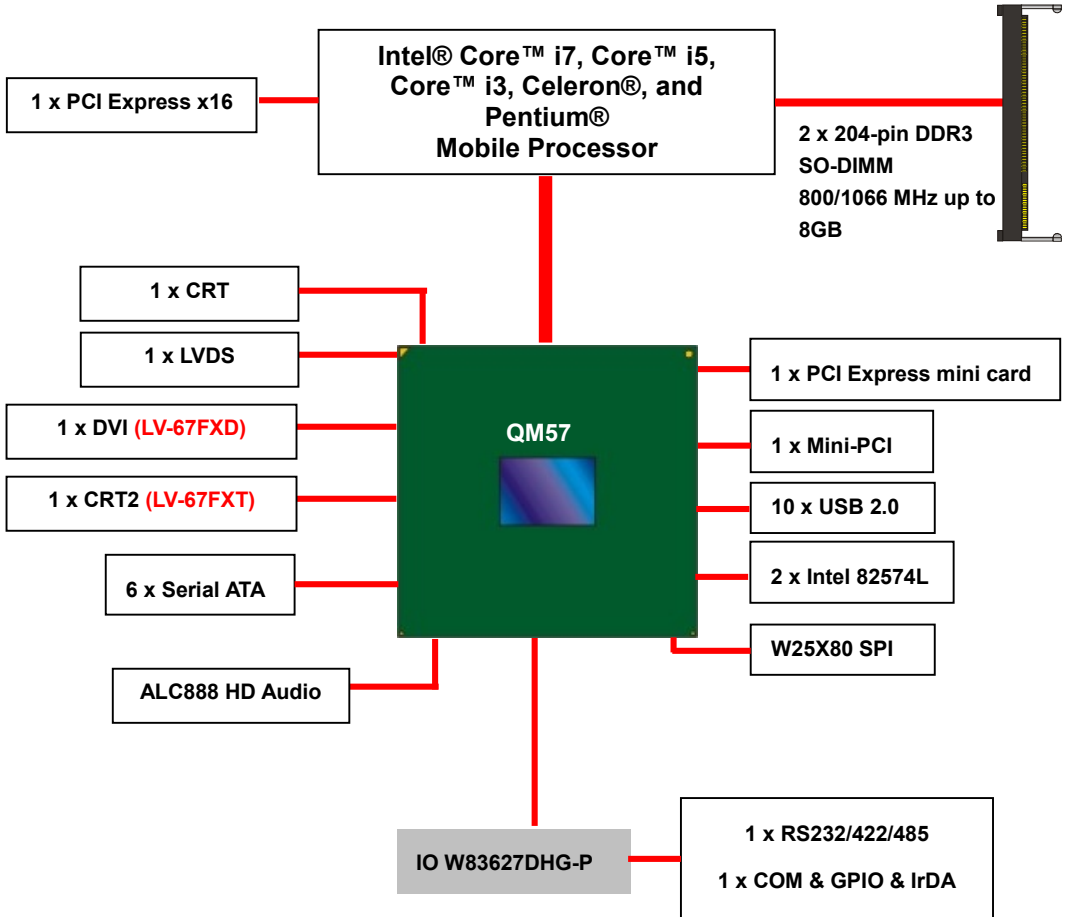 Intel® Core™ i7, Core™ i5,
Core™ i3, Celeron®, and
Pentium®
Mobile Processor
1 x PCI Express x16
2 x 204-pin DDR3
SO-DIMM
800/1066 MHz up to
8GB
1 x CRT
1 x LVDS
1 x DVI (LV-67FXD)
1 x CRT2 (LV-67FXT)
6 x Serial ATA
ALC888 HD Audio
QM57
1 x PCI Express mini card
1 x Mini-PCI
10 x USB 2.0
2 x Intel 82574L
W25X80 SPI
IO W83627DHG-P
1 x RS232/422/485
1 x COM & GPIO & IrDA